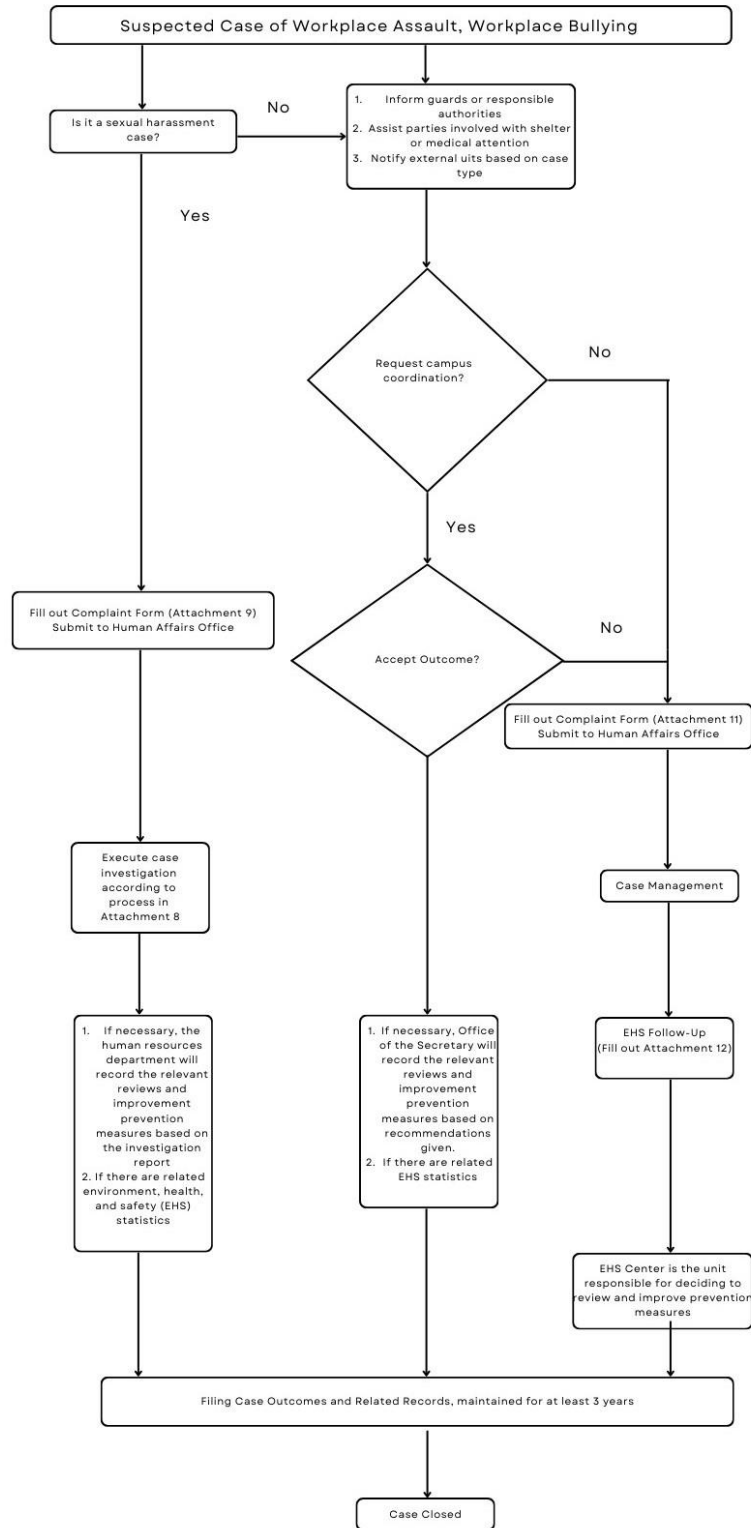 Suspected Case of Workplace Assault, Workplace Bullying
Is it a sexual harassment
case?
No
1. Inform guards or responsible
authorities
2. Assist parties involved with shelter
or medical attention
3. Notify external uits based on case
type
Yes
Request campus
coordination?
No
Yes
Fill out Complaint Form (Attachment 9)
Submit to Human Affairs Office
Accept Outcome?
No
Fill out Complaint Form (Attachment 11)
Submit to Human Affairs Office
Execute case
investigation
according to
process in
Attachment 8
Case Management
1. If necessary, the
human resources
department will
record the relevant
reviews and
improvement
prevention
measures based on
the investigation
report
2. If there are related
environment, health,
and safety (EHS)
statistics
1. If necessary, Office
of the Secretary will
record the relevant
reviews and
improvement
prevention
measures based on
recommendations
given.
2. If there are related
EHS statistics
EHS Follow-Up
(Fill out Attachment 12)
EHS Center is the unit
responsible for deciding to
review and improve prevention
measures
Filing Case Outcomes and Related Records, maintained for at least 3 years
Case Closed